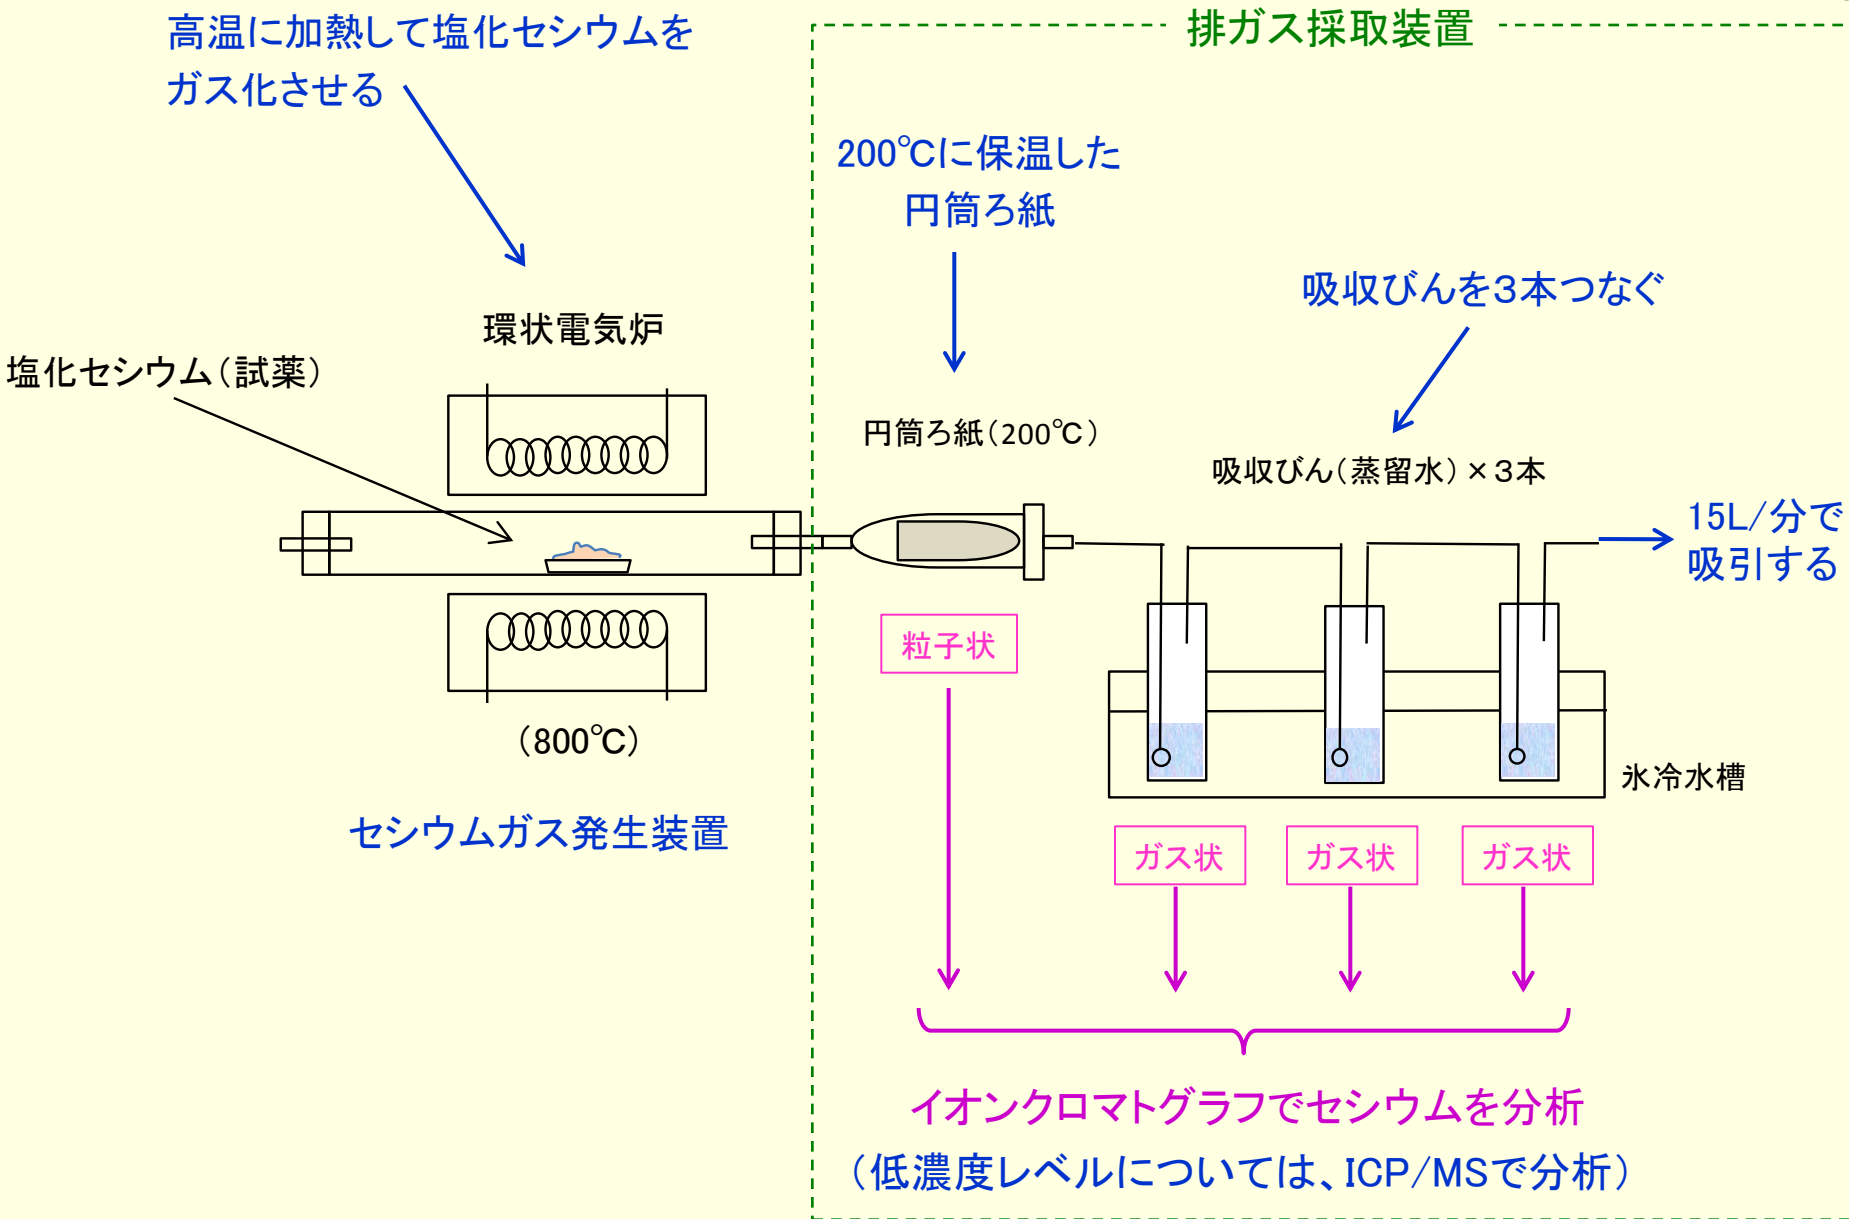 高温に加熱して塩化セシウムを
ガス化させる
排ガス採取装置
200℃に保温した
円筒ろ紙
吸収びんを3本つなぐ
環状電気炉
塩化セシウム(試薬)
円筒ろ紙(200℃)
吸収びん(蒸留水)×3本
15L/分で
吸引する
粒子状
(800℃)
氷冷水槽
セシウムガス発生装置
ガス状
ガス状
ガス状
イオンクロマトグラフでセシウムを分析
(低濃度レベルについては、ICP/MSで分析)